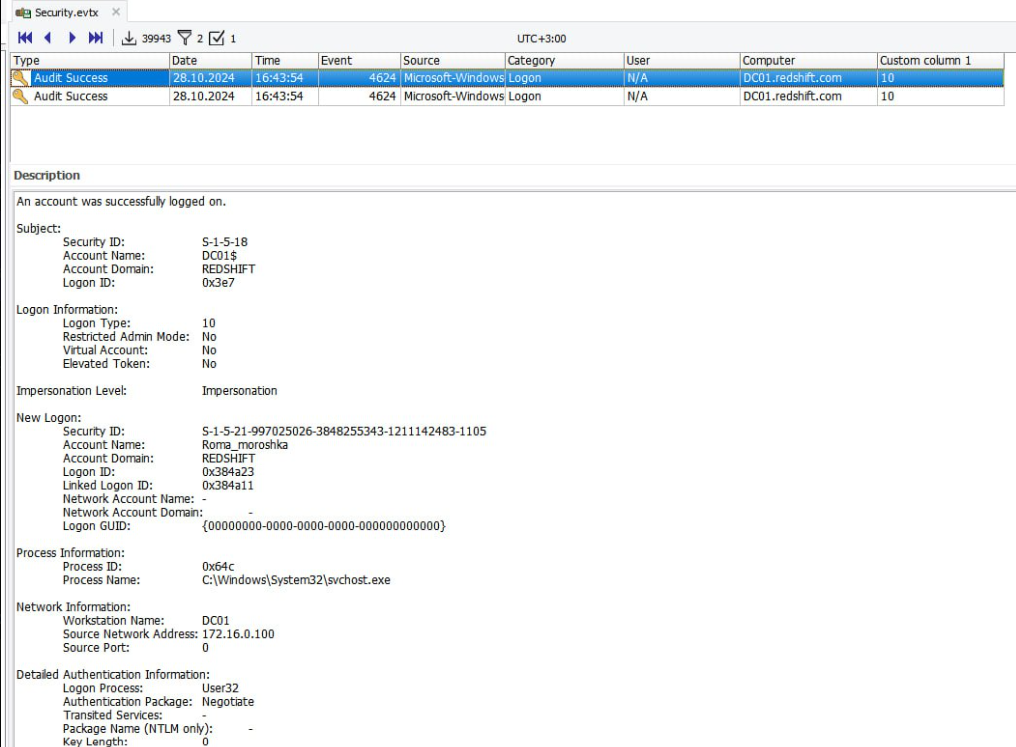 Security.evtx
39943 2 1 UTC+3:00
Type Date Time Event Source Category User Computer Custom column 1
Audit Success 28.10.2024 16:43:54 4624 Microsoft-Windows Logon N/A DC01.redshift.com 10
Audit Success 28.10.2024 16:43:54 4624 Microsoft-Windows Logon N/A DC01.redshift.com 10
Description
An account was successfully logged on.
Subject:
Security ID: S-1-5-18
Account Name: DC01$
Account Domain: REDSHIFT
Logon ID: 0x3e7
Logon Information:
Logon Type: 10
Restricted Admin Mode: No
Virtual Account: No
Elevated Token: No
Impersonation Level: Impersonation
New Logon:
Security ID: S-1-5-21-997025026-3848255343-1211142483-1105
Account Name: Roma_moroshka
Account Domain: REDSHIFT
Logon ID: 0x384a23
Linked Logon ID: 0x384a11
Network Account Name: -
Network Account Domain: -
Logon GUID: {00000000-0000-0000-0000-000000000000}
Process Information:
Process ID: 0x64c
Process Name: C:\Windows\System32\svchost.exe
Network Information:
Workstation Name: DC01
Source Network Address: 172.16.0.100
Source Port: 0
Detailed Authentication Information:
Logon Process: User32
Authentication Package: Negotiate
Transited Services: -
Package Name (NTLM only): -
Key Length: 0